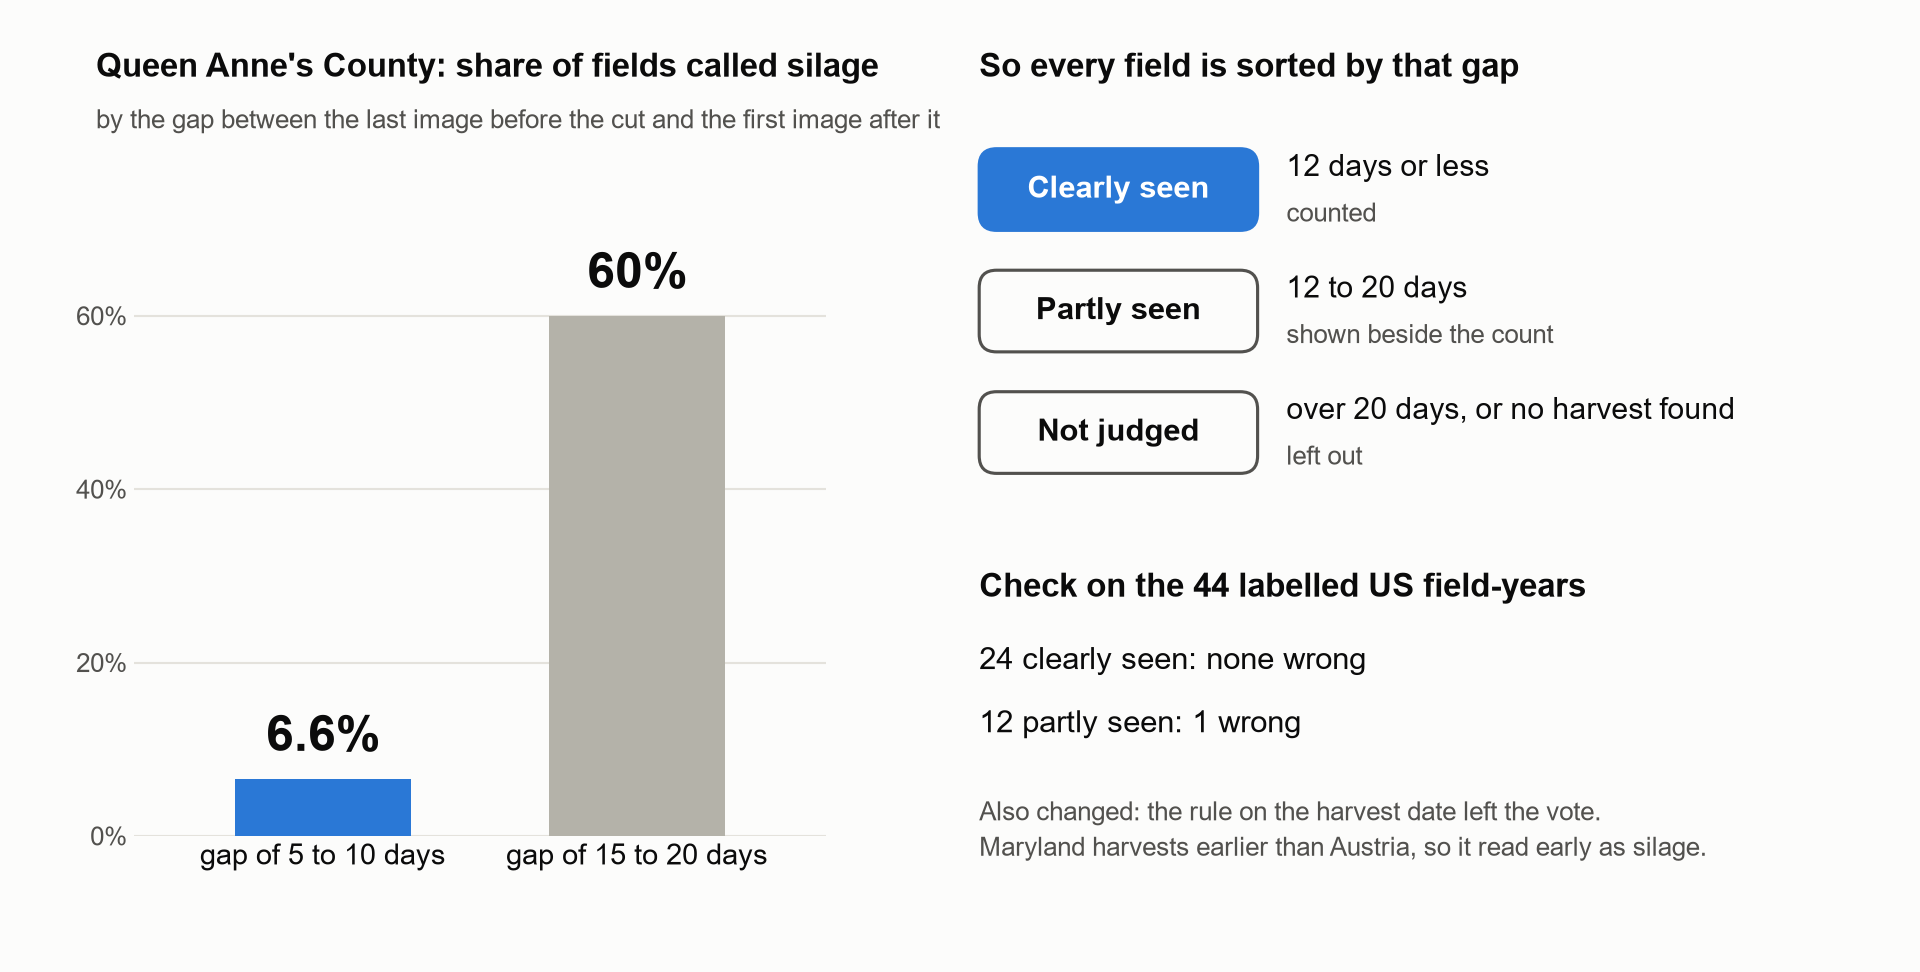 Queen Anne's County: share of fields called silage
by the gap between the last image before the cut and the first image after it
60%
6.6%
60%
40%
20%
0%
gap of 5 to 10 days
gap of 15 to 20 days
So every field is sorted by that gap
Clearly seen
12 days or less
counted
Partly seen
12 to 20 days
shown beside the count
Not judged
over 20 days, or no harvest found
left out
Check on the 44 labelled US field-years
24 clearly seen: none wrong
12 partly seen: 1 wrong
Also changed: the rule on the harvest date left the vote.
Maryland harvests earlier than Austria, so it read early as silage.